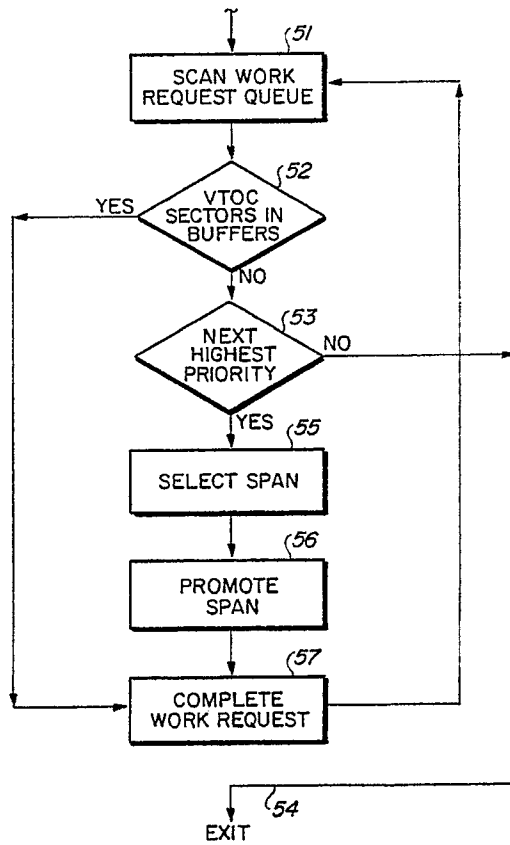 51
SCAN WORK
REQUEST QUEUE
52
YES
VTOC
SECTORS IN
BUFFERS
NO
53
NEXT
HIGHEST
PRIORITY
NO
YES
55
SELECT SPAN
56
PROMOTE
SPAN
57
COMPLETE
WORK REQUEST
54
EXIT